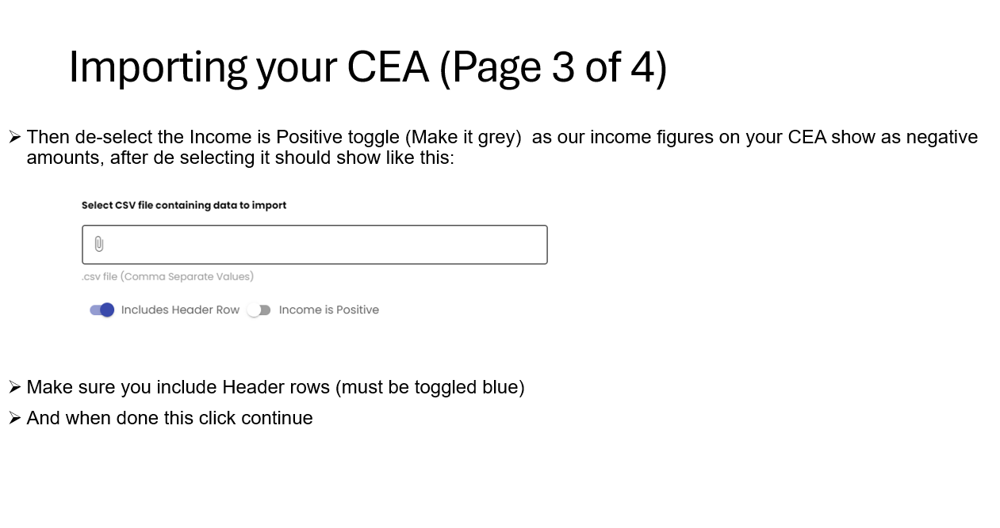 Importing your CEA (Page 3 of 4)
➢ Then de-select the Income is Positive toggle (Make it grey)  as our income figures on your CEA show as negative
amounts, after de selecting it should show like this:
Select CSV file containing data to import
.csv file (Comma Separate Values)
Includes Header Row Income is Positive
➢ Make sure you include Header rows (must be toggled blue)
➢ And when done this click continue